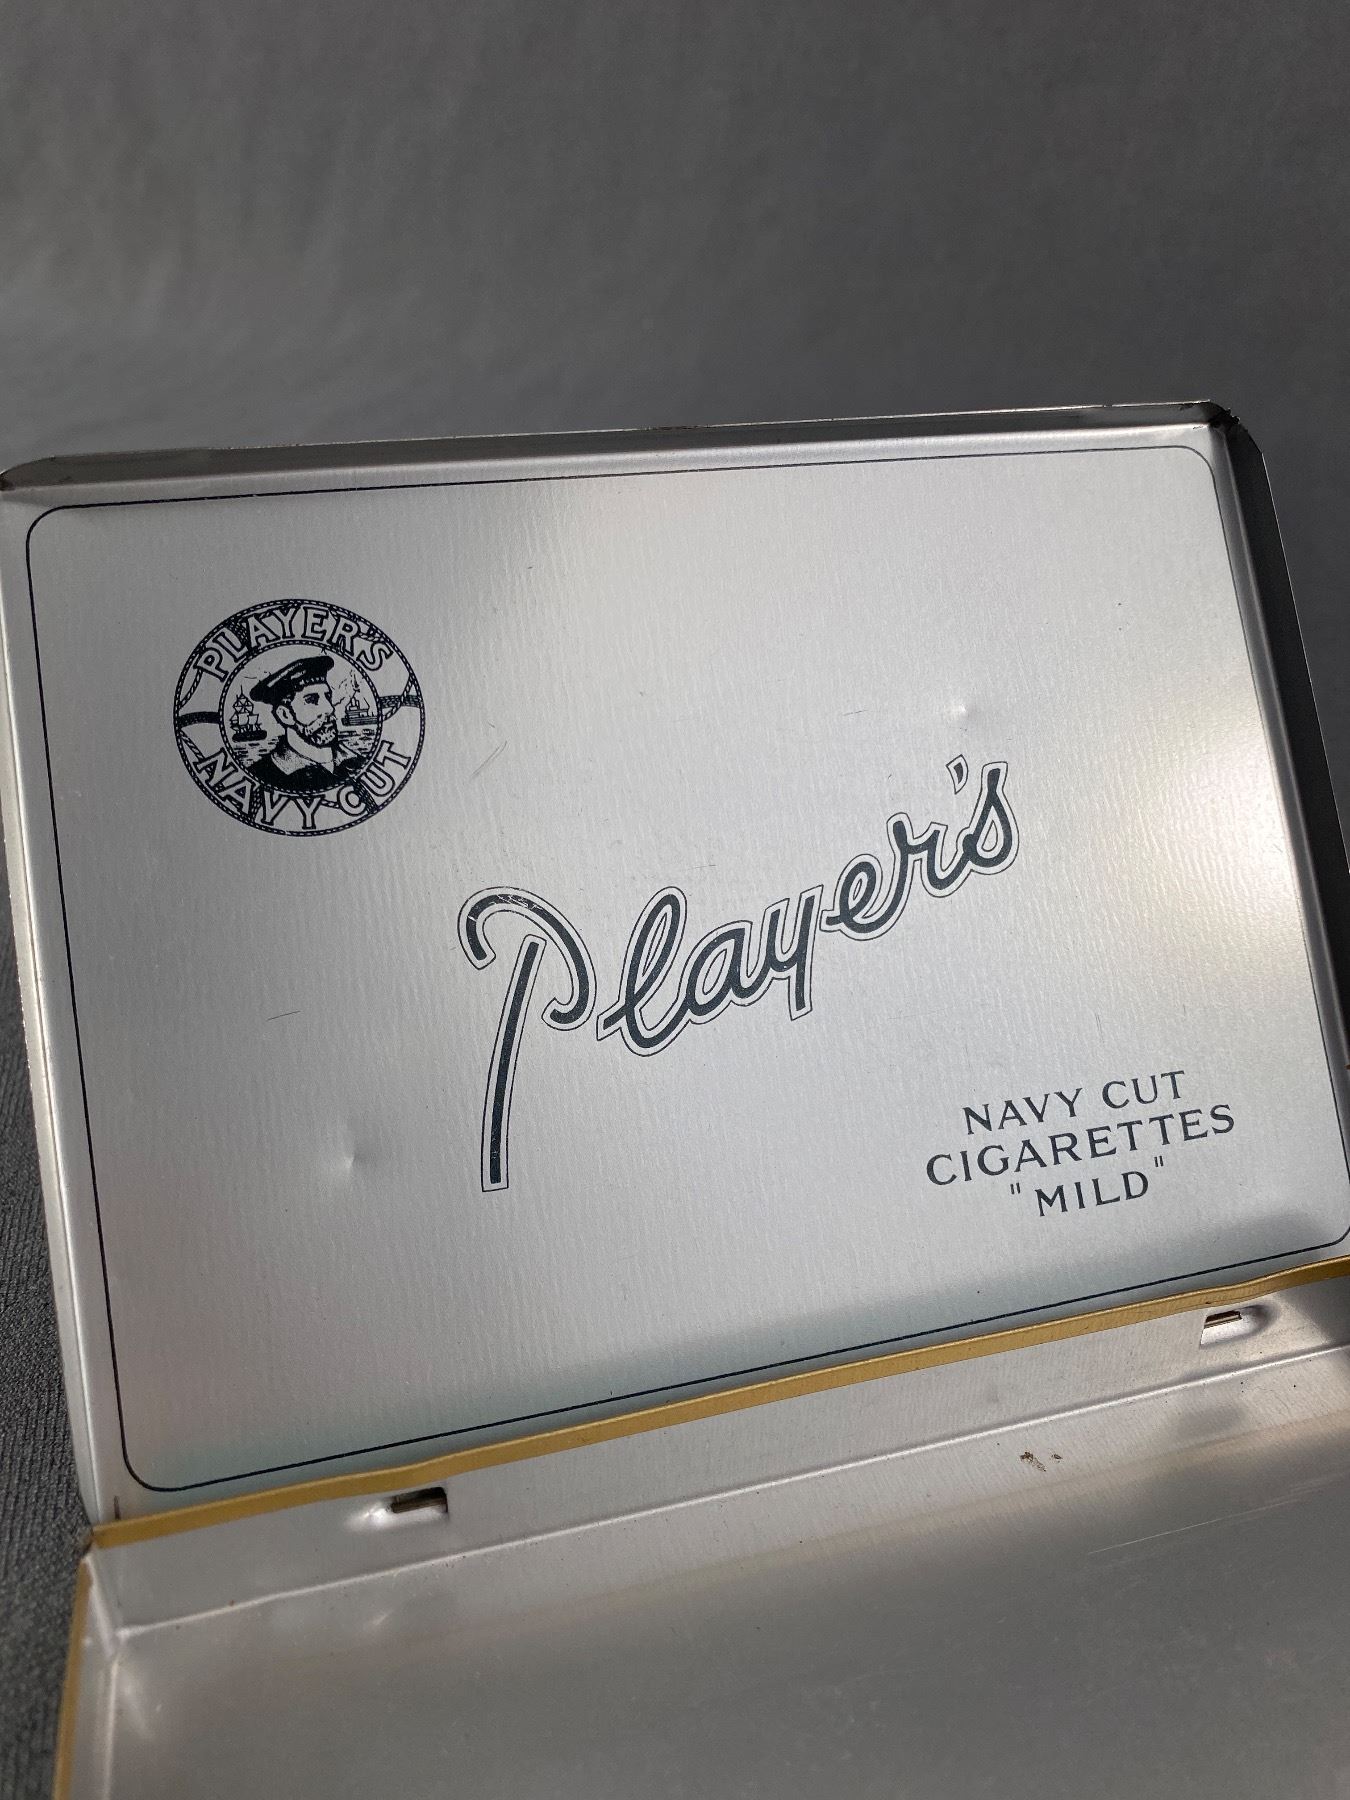 PLAYER'S
NAVY CUT
Player's
NAVY CUT
CIGARETTES
"MILD"